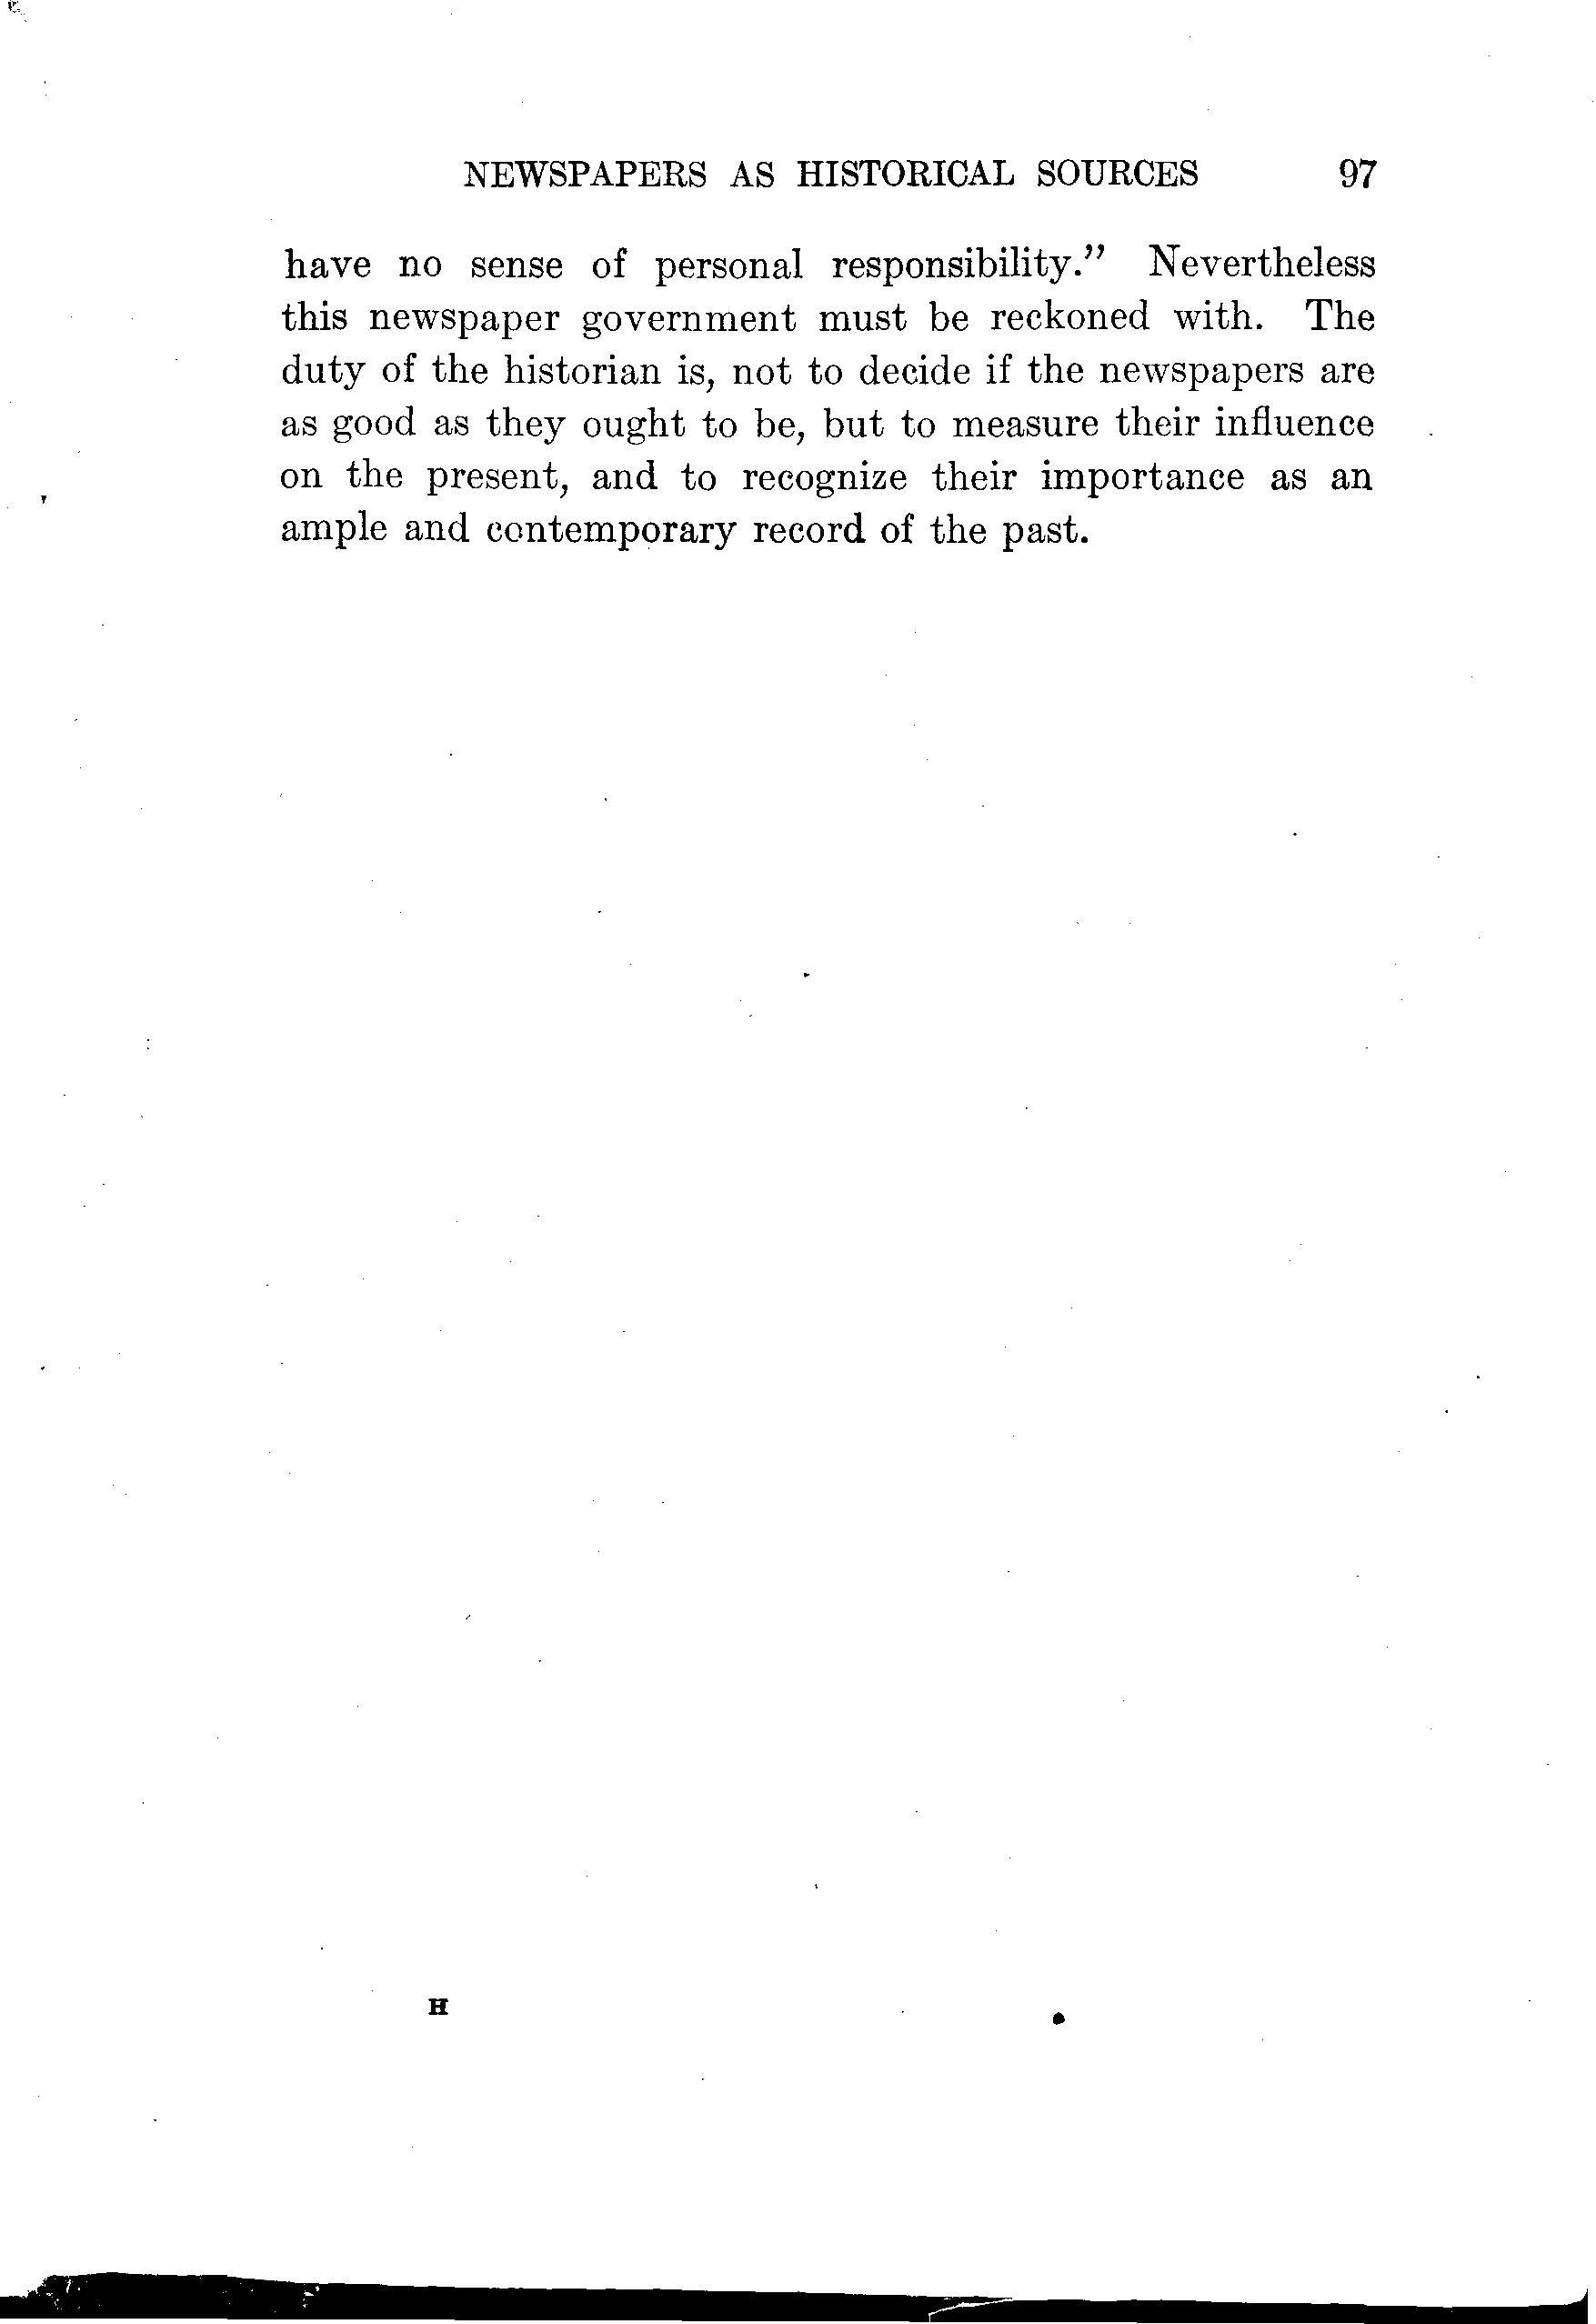 NEWSPAPERS AS HISTORICAL SOURCES 97
have no sense of personal responsibility.” Nevertheless
this newspaper government must be reckoned with. The
duty of the historian is, not to decide if the newspapers are
as good as they ought to be, but to measure their influence
on the present, and to recognize their importance as an
ample and contemporary record of the past.
H